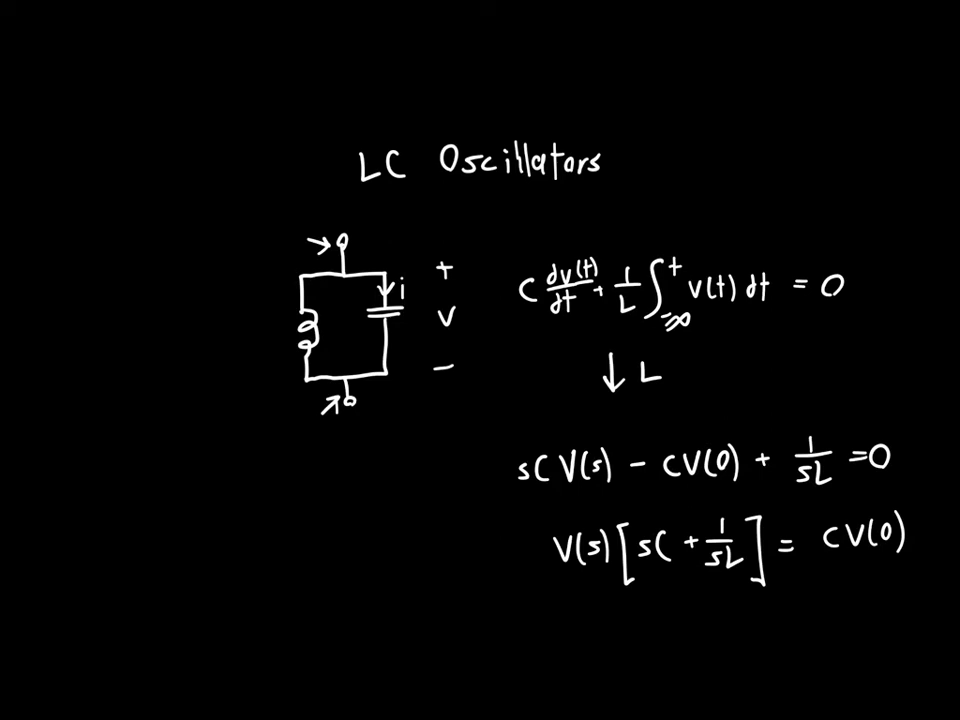 LC Oscillators
+
i
v
−
C dv(t)/dt + 1/L ∫_{-∞}^{t} v(t) dt = 0
↓ L
sC V(s) − CV(0) + 1/sL = 0
V(s)[sC + 1/sL] = CV(0)